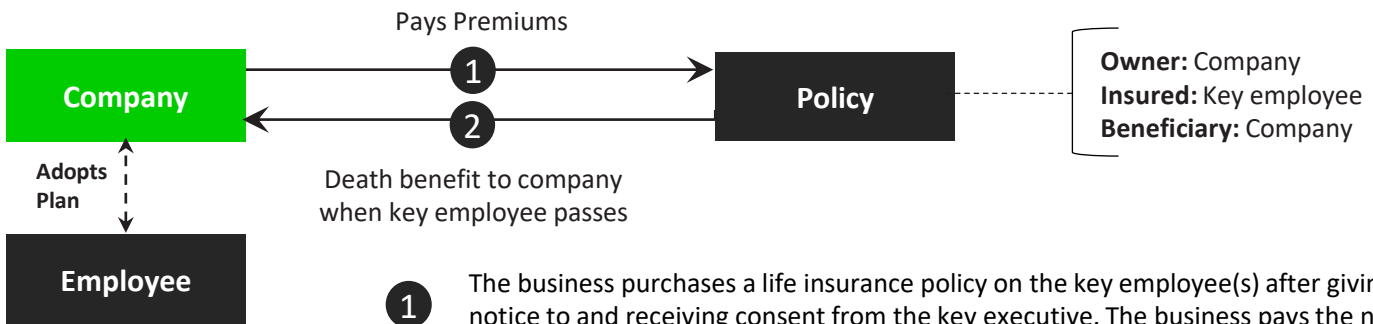 Pays Premiums
Company
1
Policy
Owner: Company
Insured: Key employee
Beneficiary: Company
2
Adopts
Plan
Death benefit to company
when key employee passes
Employee
1
The business purchases a life insurance policy on the key employee(s) after
notice to and receiving consent from the key executive. The business pays the